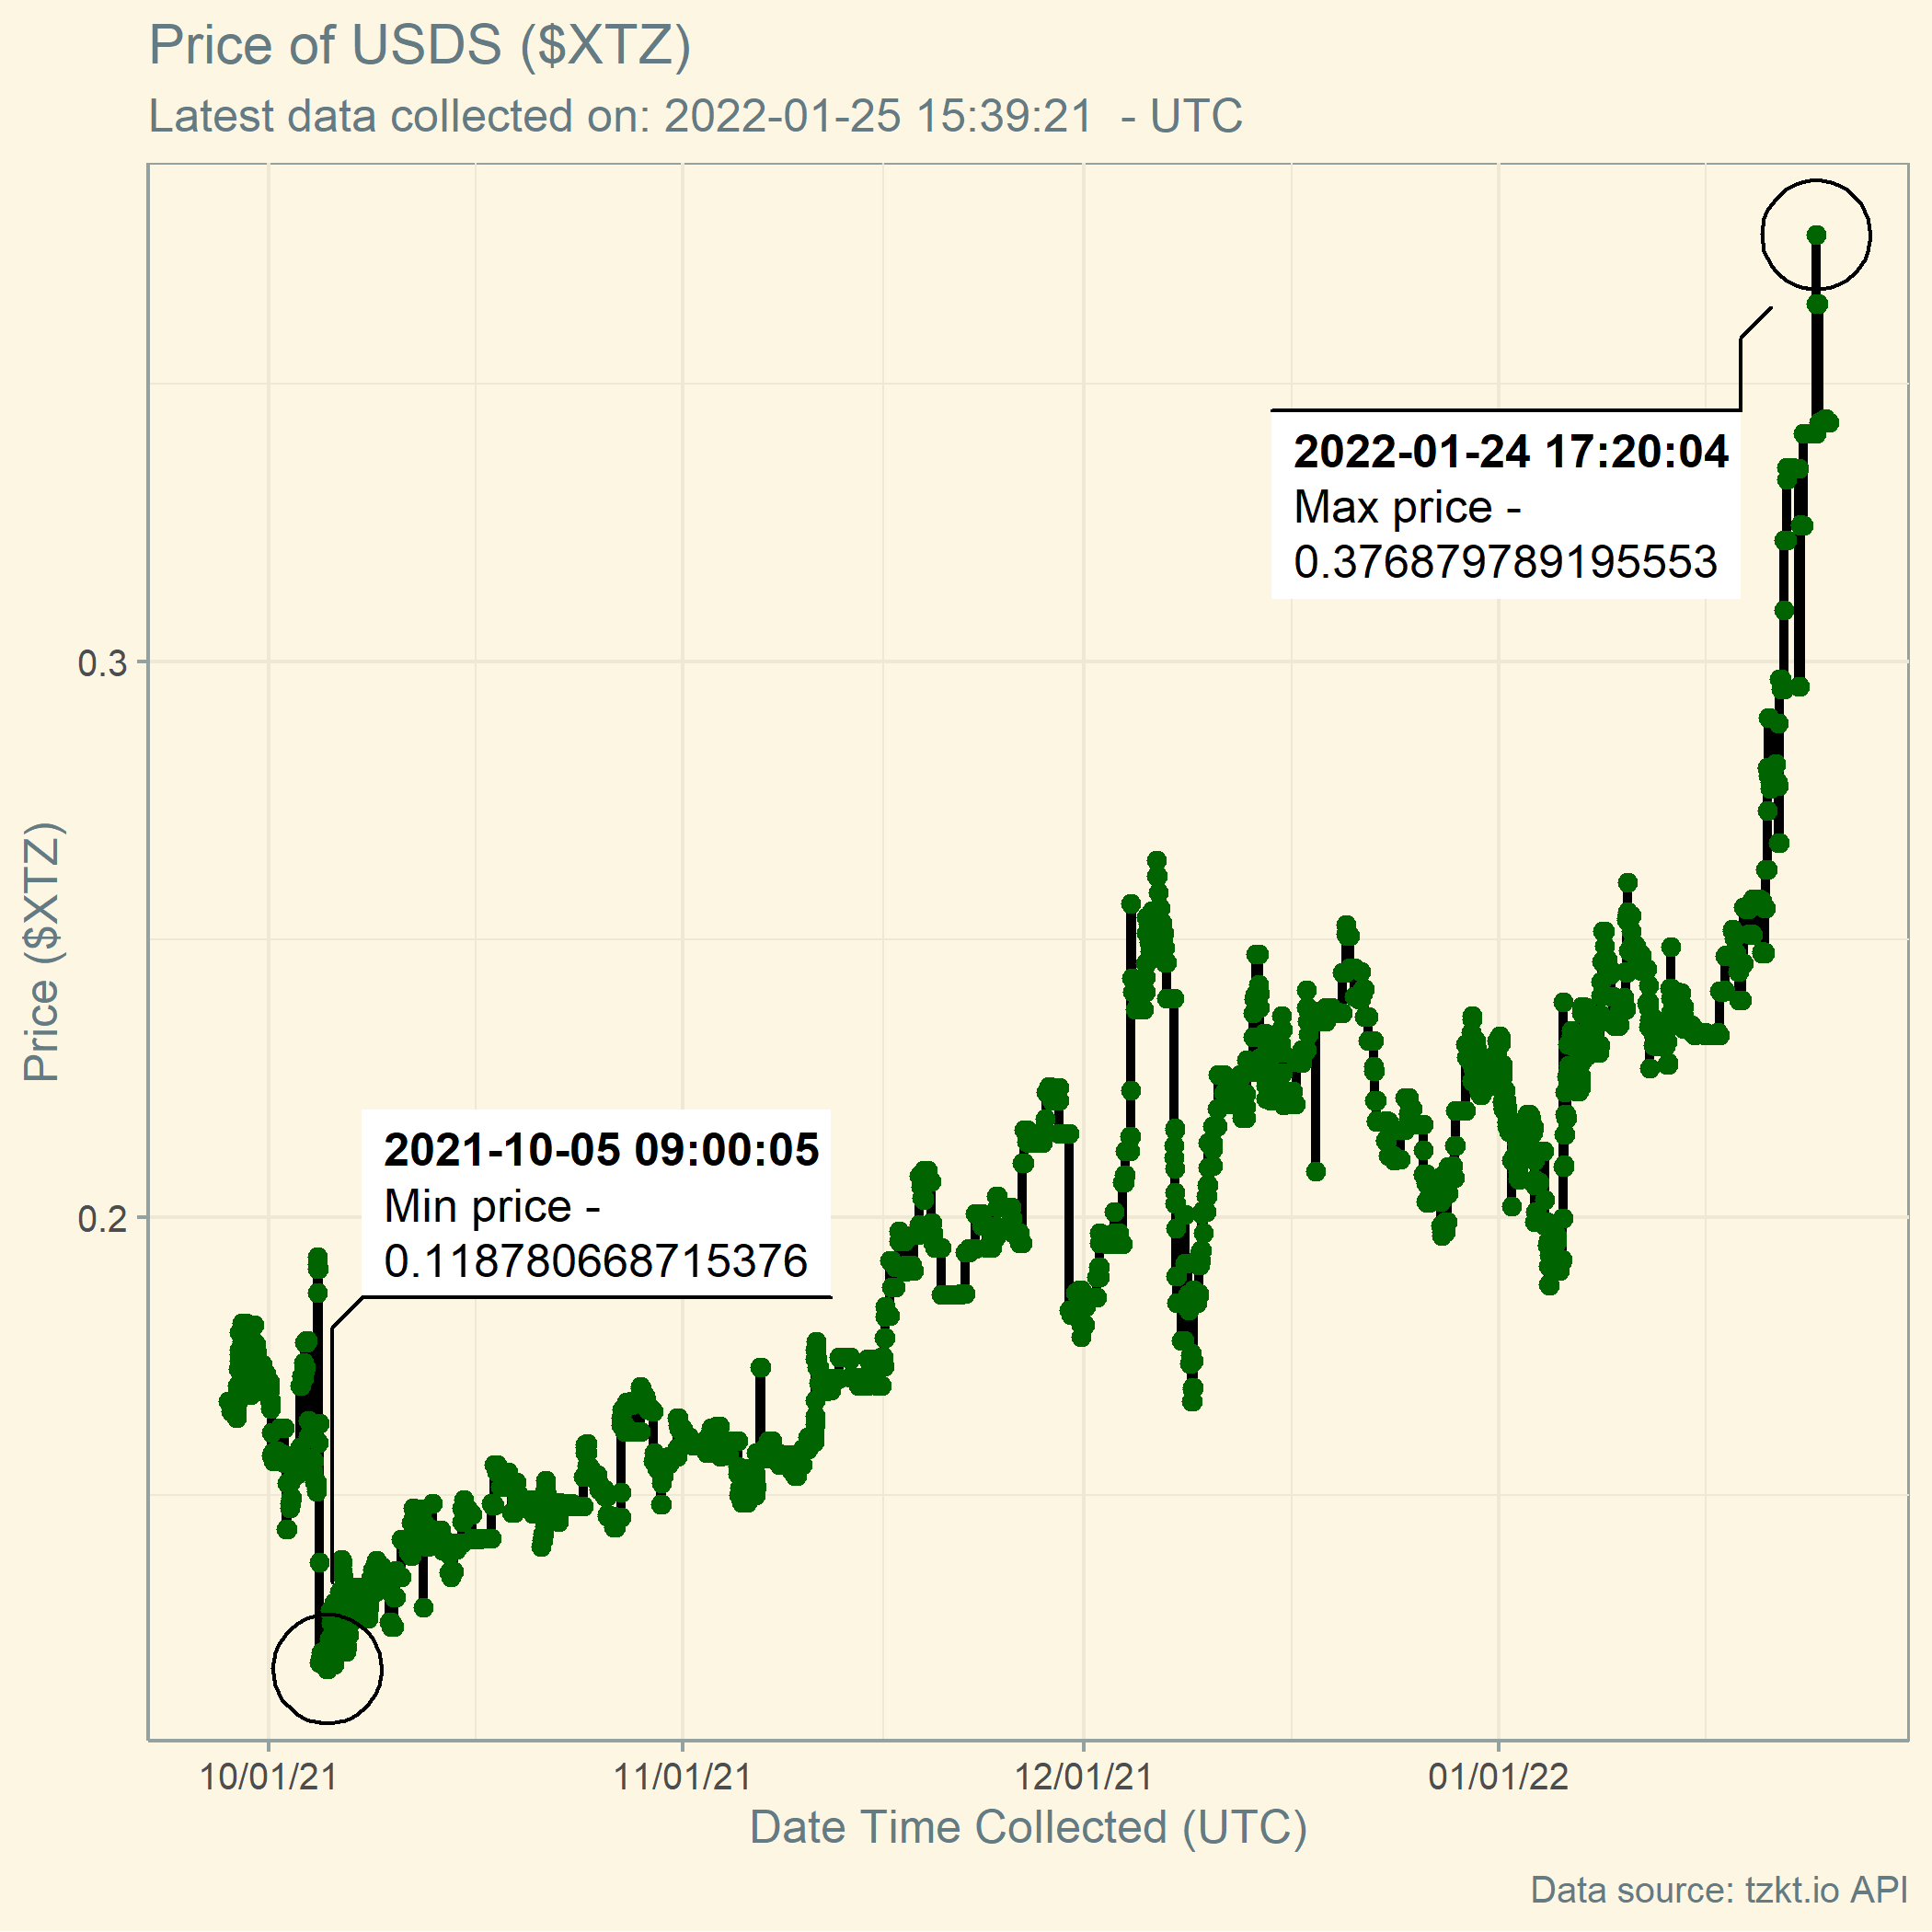 Price of USDS ($XTZ)
Latest data collected on: 2022-01-25 15:39:21  - UTC
2022-01-24 17:20:04
Max price -
0.376879789195553
0.3
Price ($XTZ)
2021-10-05 09:00:05
Min price -
0.118780668715376
0.2
10/01/21
11/01/21
12/01/21
01/01/22
Date Time Collected (UTC)
Data source: tzkt.io API